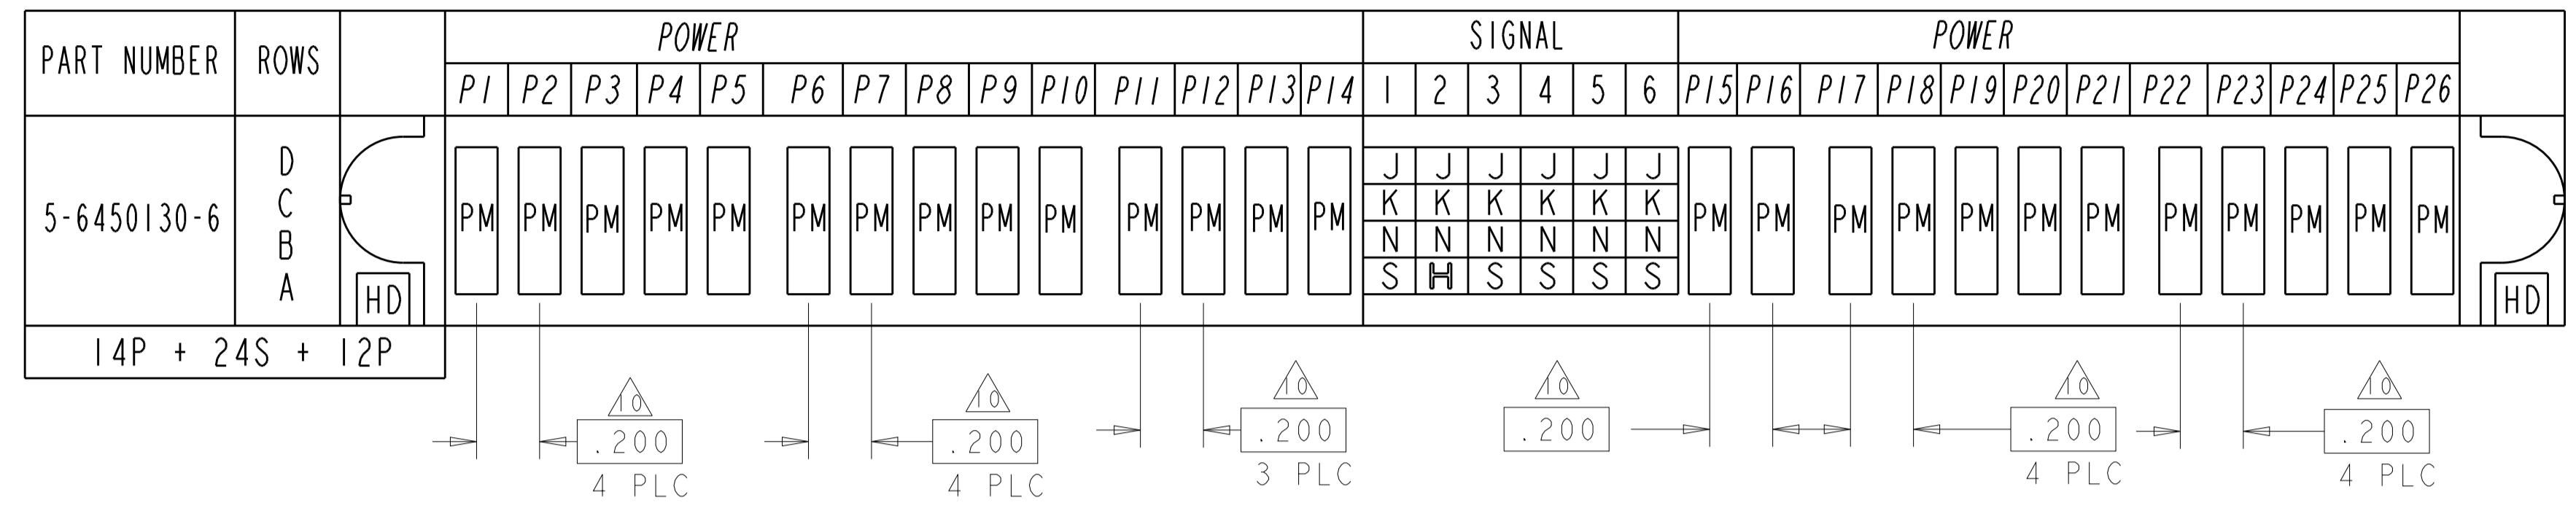 PART NUMBER ROWS POWER SIGNAL POWER
P1 P2 P3 P4 P5 P6 P7 P8 P9 P10 P11 P12 P13 P14 1 2 3 4 5 6 P15 P16 P17 P18 P19 P20 P21 P22 P23 P24 P25 P26
D J J J J J J
C K K K K K K
5-6450130-6 PM PM PM PM PM PM PM PM PM PM PM PM PM PM PM PM PM PM PM PM PM PM PM PM PM PM
B N N N N N N
A S H S S S S
HD HD
14P + 24S + 12P
10 10 10 10 10 10
.200 .200 .200 .200 .200 .200
4 PLC 4 PLC 3 PLC 4 PLC 4 PLC